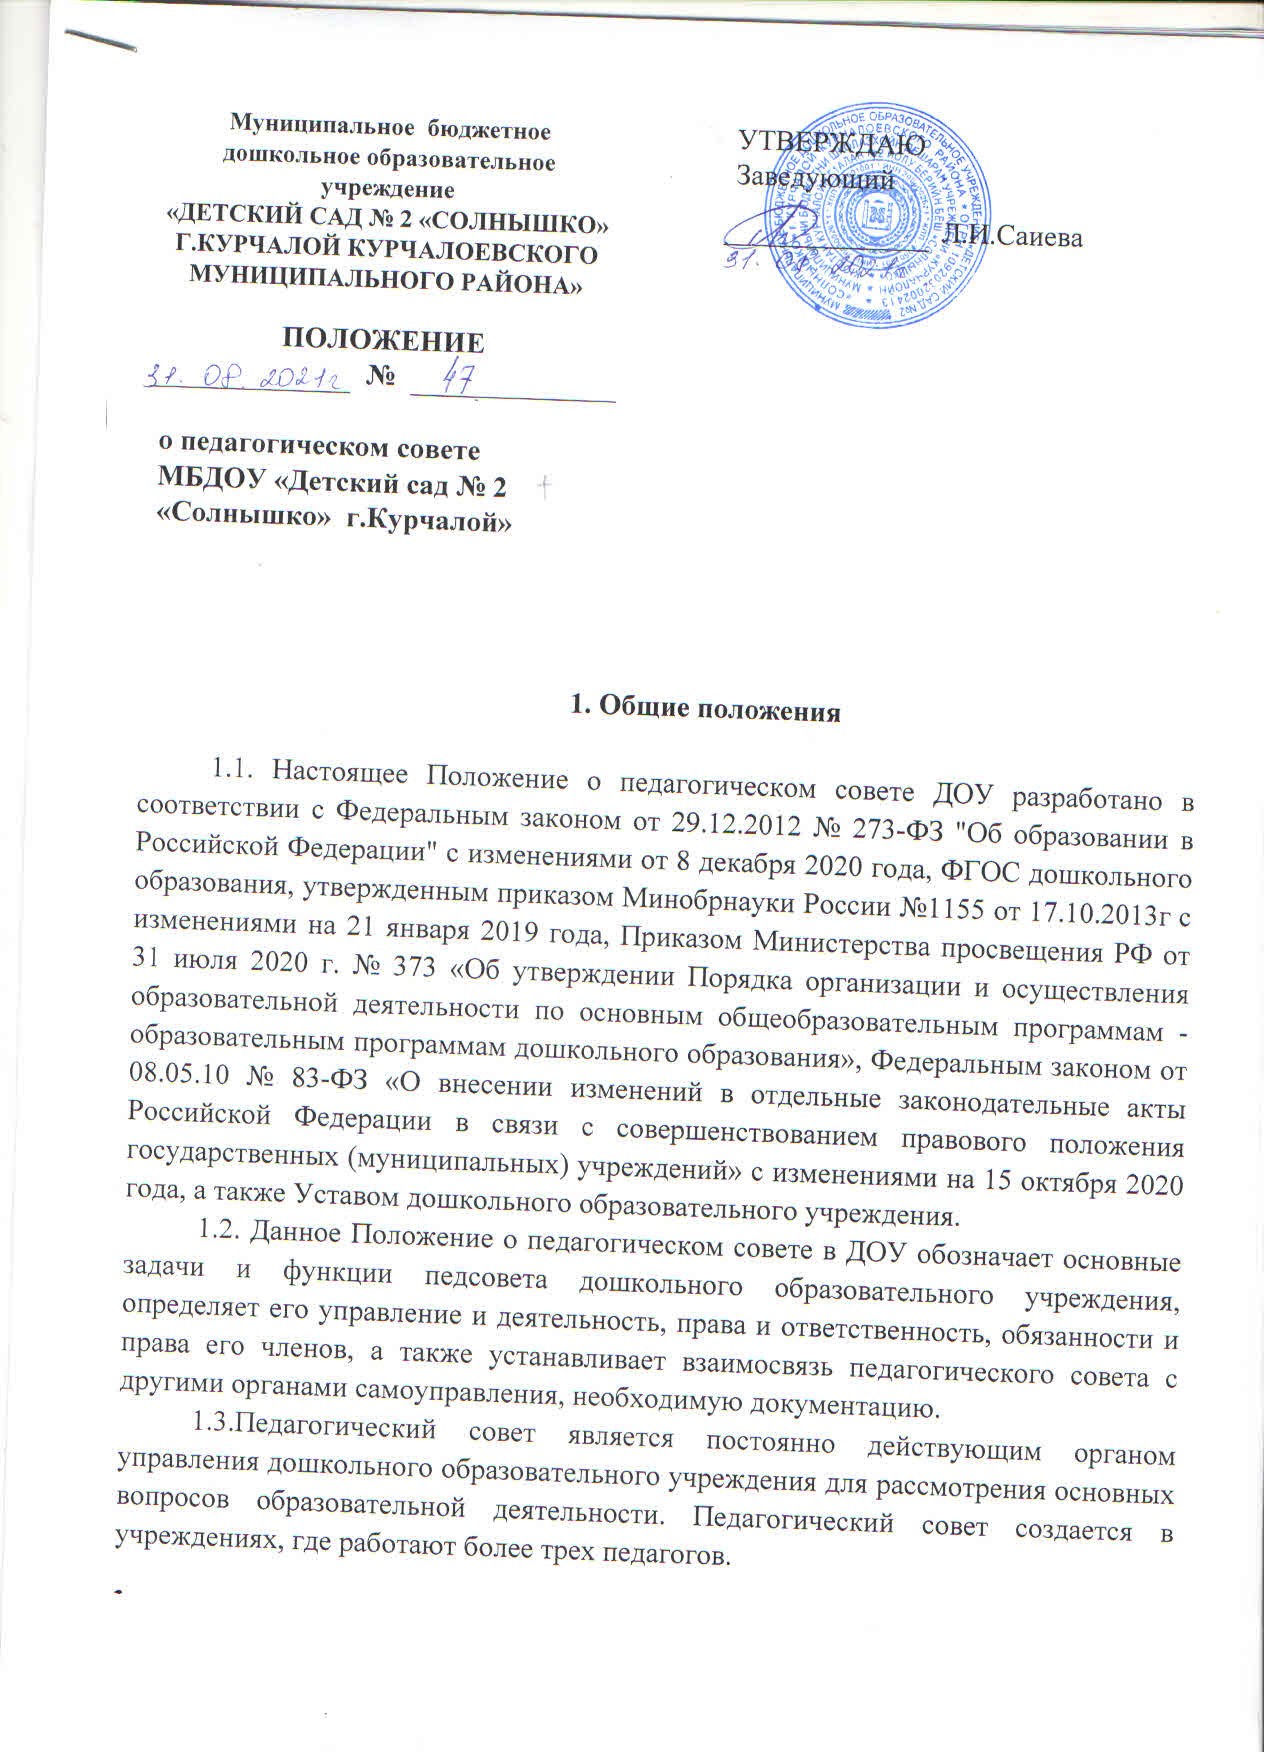 Муниципальное бюджетное
дошкольное образовательное
учреждение
«ДЕТСКИЙ САД № 2 «СОЛНЫШКО»
Г.КУРЧАЛОЙ КУРЧАЛОЕВСКОГО
МУНИЦИПАЛЬНОГО РАЙОНА»
УТВЕРЖДАЮ
Заведующий
Л.И.Саиева
ПОЛОЖЕНИЕ
31. 08. 2021г № 47
о педагогическом совете
МБДОУ «Детский сад № 2
«Солнышко» г.Курчалой»
1. Общие положения
1.1. Настоящее Положение о педагогическом совете ДОУ разработано в
соответствии с Федеральным законом от 29.12.2012 № 273-ФЗ "Об образовании в
Российской Федерации" с изменениями от 8 декабря 2020 года, ФГОС дошкольного
образования, утвержденным приказом Минобрнауки России №1155 от 17.10.2013г с
изменениями на 21 января 2019 года, Приказом Министерства просвещения РФ от
31 июля 2020 г. № 373 «Об утверждении Порядка организации и осуществления
образовательной деятельности по основным общеобразовательным программам -
образовательным программам дошкольного образования», Федеральным законом от
08.05.10 № 83-ФЗ «О внесении изменений в отдельные законодательные акты
Российской Федерации в связи с совершенствованием правового положения
государственных (муниципальных) учреждений» с изменениями на 15 октября 2020
года, а также Уставом дошкольного образовательного учреждения.
1.2. Данное Положение о педагогическом совете в ДОУ обозначает основные
задачи и функции педсовета дошкольного образовательного учреждения,
определяет его управление и деятельность, права и ответственность, обязанности и
права его членов, а также устанавливает взаимосвязь педагогического совета с
другими органами самоуправления, необходимую документацию.
1.3.Педагогический совет является постоянно действующим органом
управления дошкольного образовательного учреждения для рассмотрения основных
вопросов образовательной деятельности. Педагогический совет создается в
учреждениях, где работают более трех педагогов.